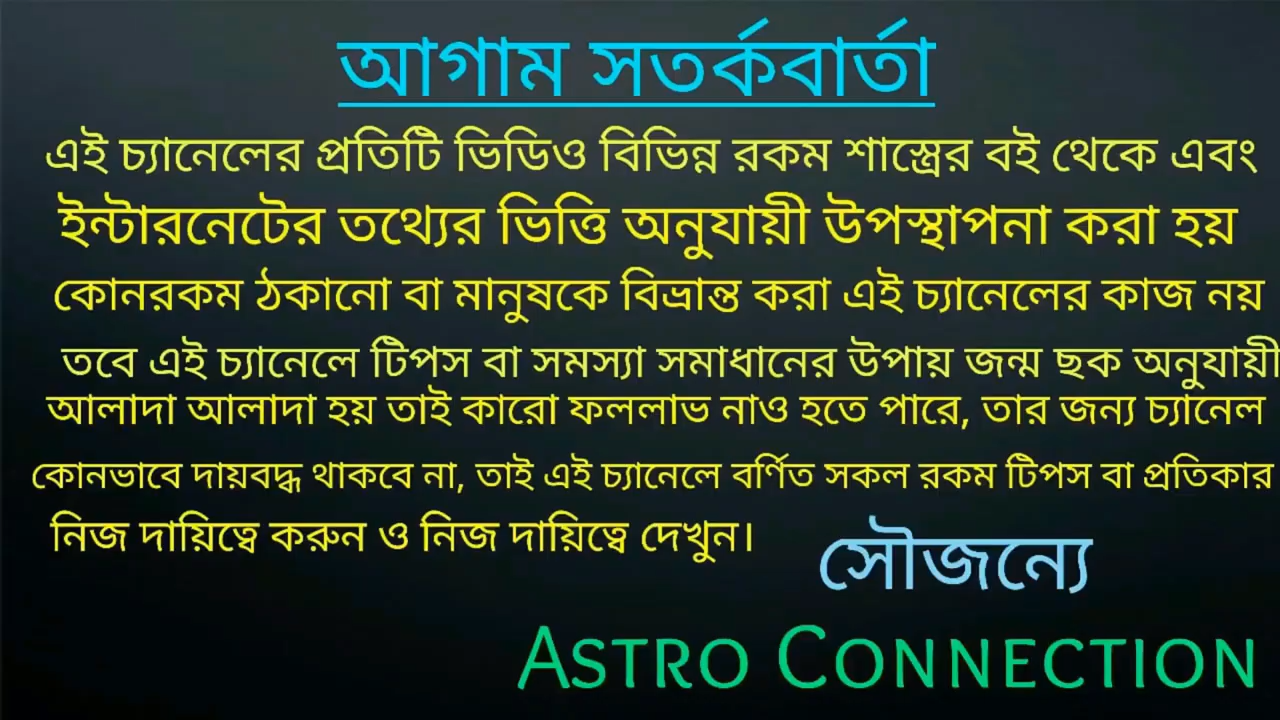 আগাম সতর্কবার্তা
এই চ্যানেলের প্রতিটি ভিডিও বিভিন্ন রকম শাস্ত্রের বই থেকে এবং
ইন্টারনেটের তথ্যের ভিত্তি অনুযায়ী উপস্থাপনা করা হয়
কোনরকম ঠকানো বা মানুষকে বিভ্রান্ত করা এই চ্যানেলের কাজ নয়
তবে এই চ্যানেলে টিপস বা সমস্যা সমাধানের উপায় জন্ম ছক অনুযায়ী
আলাদা আলাদা হয় তাই কারো ফললাভ নাও হতে পারে, তার জন্য চ্যানেল
কোনভাবে দায়বদ্ধ থাকবে না, তাই এই চ্যানেলে বর্ণিত সকল রকম টিপস বা প্রতিকার
নিজ দায়িত্বে করুন ও নিজ দায়িত্বে দেখুন।
সৌজন্যে
ASTRO CONNECTION